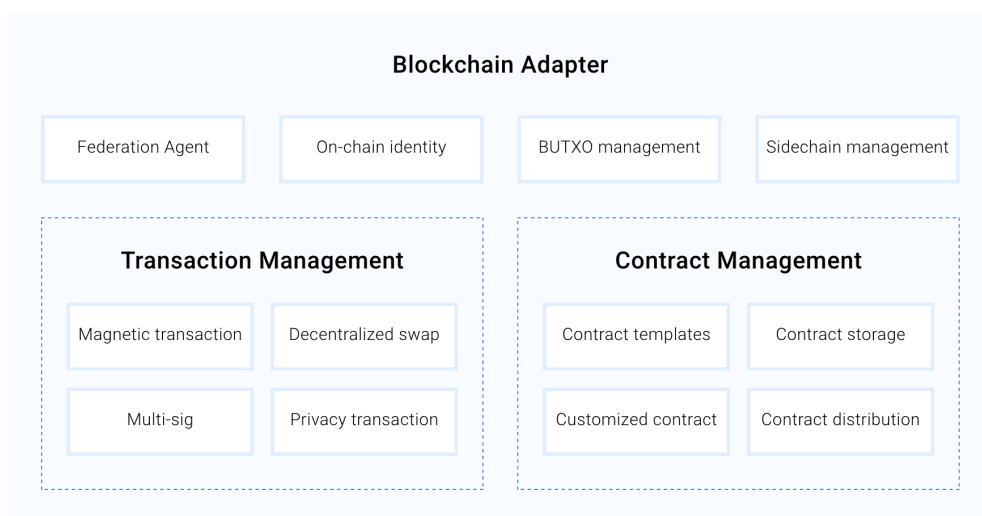 Blockchain Adapter
Federation Agent
On-chain identity
BUTXO management
Sidechain management
Transaction Management
Magnetic transaction
Decentralized swap
Multi-sig
Privacy transaction
Contract Management
Contract templates
Contract storage
Customized contract
Contract distribution